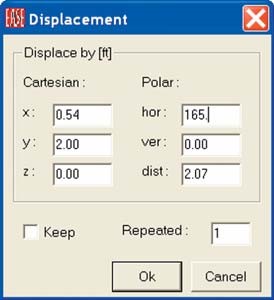 EASE Displacement
Displace by [ft]
Cartesian : Polar :
x : 0.54 hor : 165.
y : 2.00 ver : 0.00
z : 0.00 dist : 2.07
Keep Repeated : 1
Ok Cancel